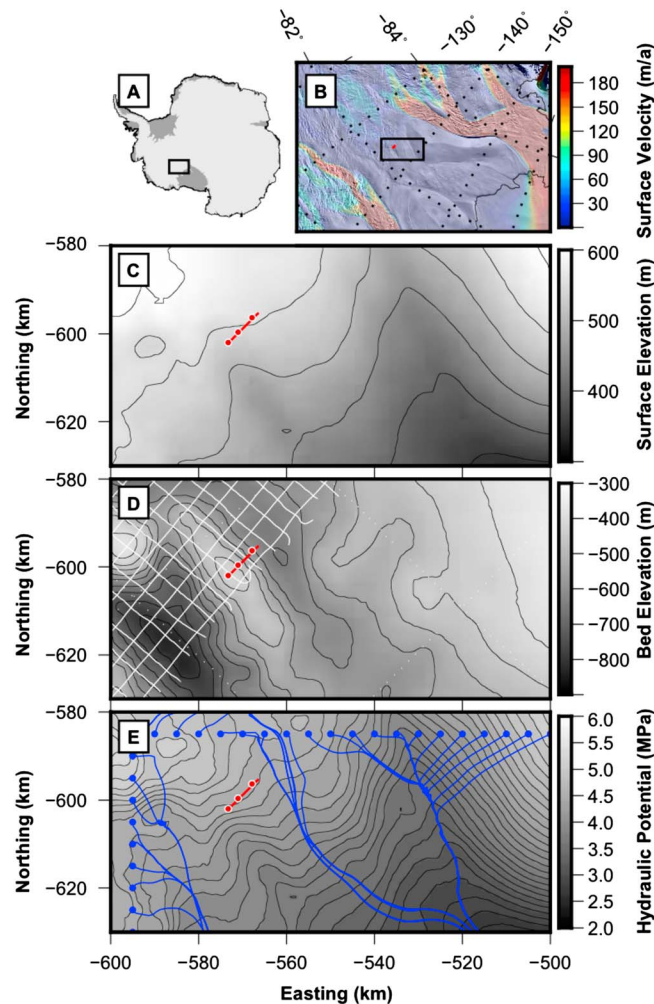 −82°
−84°
−130°
−140°
−150°
A
B
180
150
120
90
60
30
Surface Velocity (m/a)
−580
−600
−620
Northing (km)
C
600
500
400
Surface Elevation (m)
−580
−600
−620
Northing (km)
D
−300
−400
−500
−600
−700
−800
Bed Elevation (m)
−580
−600
−620
Northing (km)
E
6.0
5.5
5.0
4.5
4.0
3.5
3.0
2.5
2.0
Hydraulic Potential (MPa)
−600 −580 −560 −540 −520 −500
Easting (km)